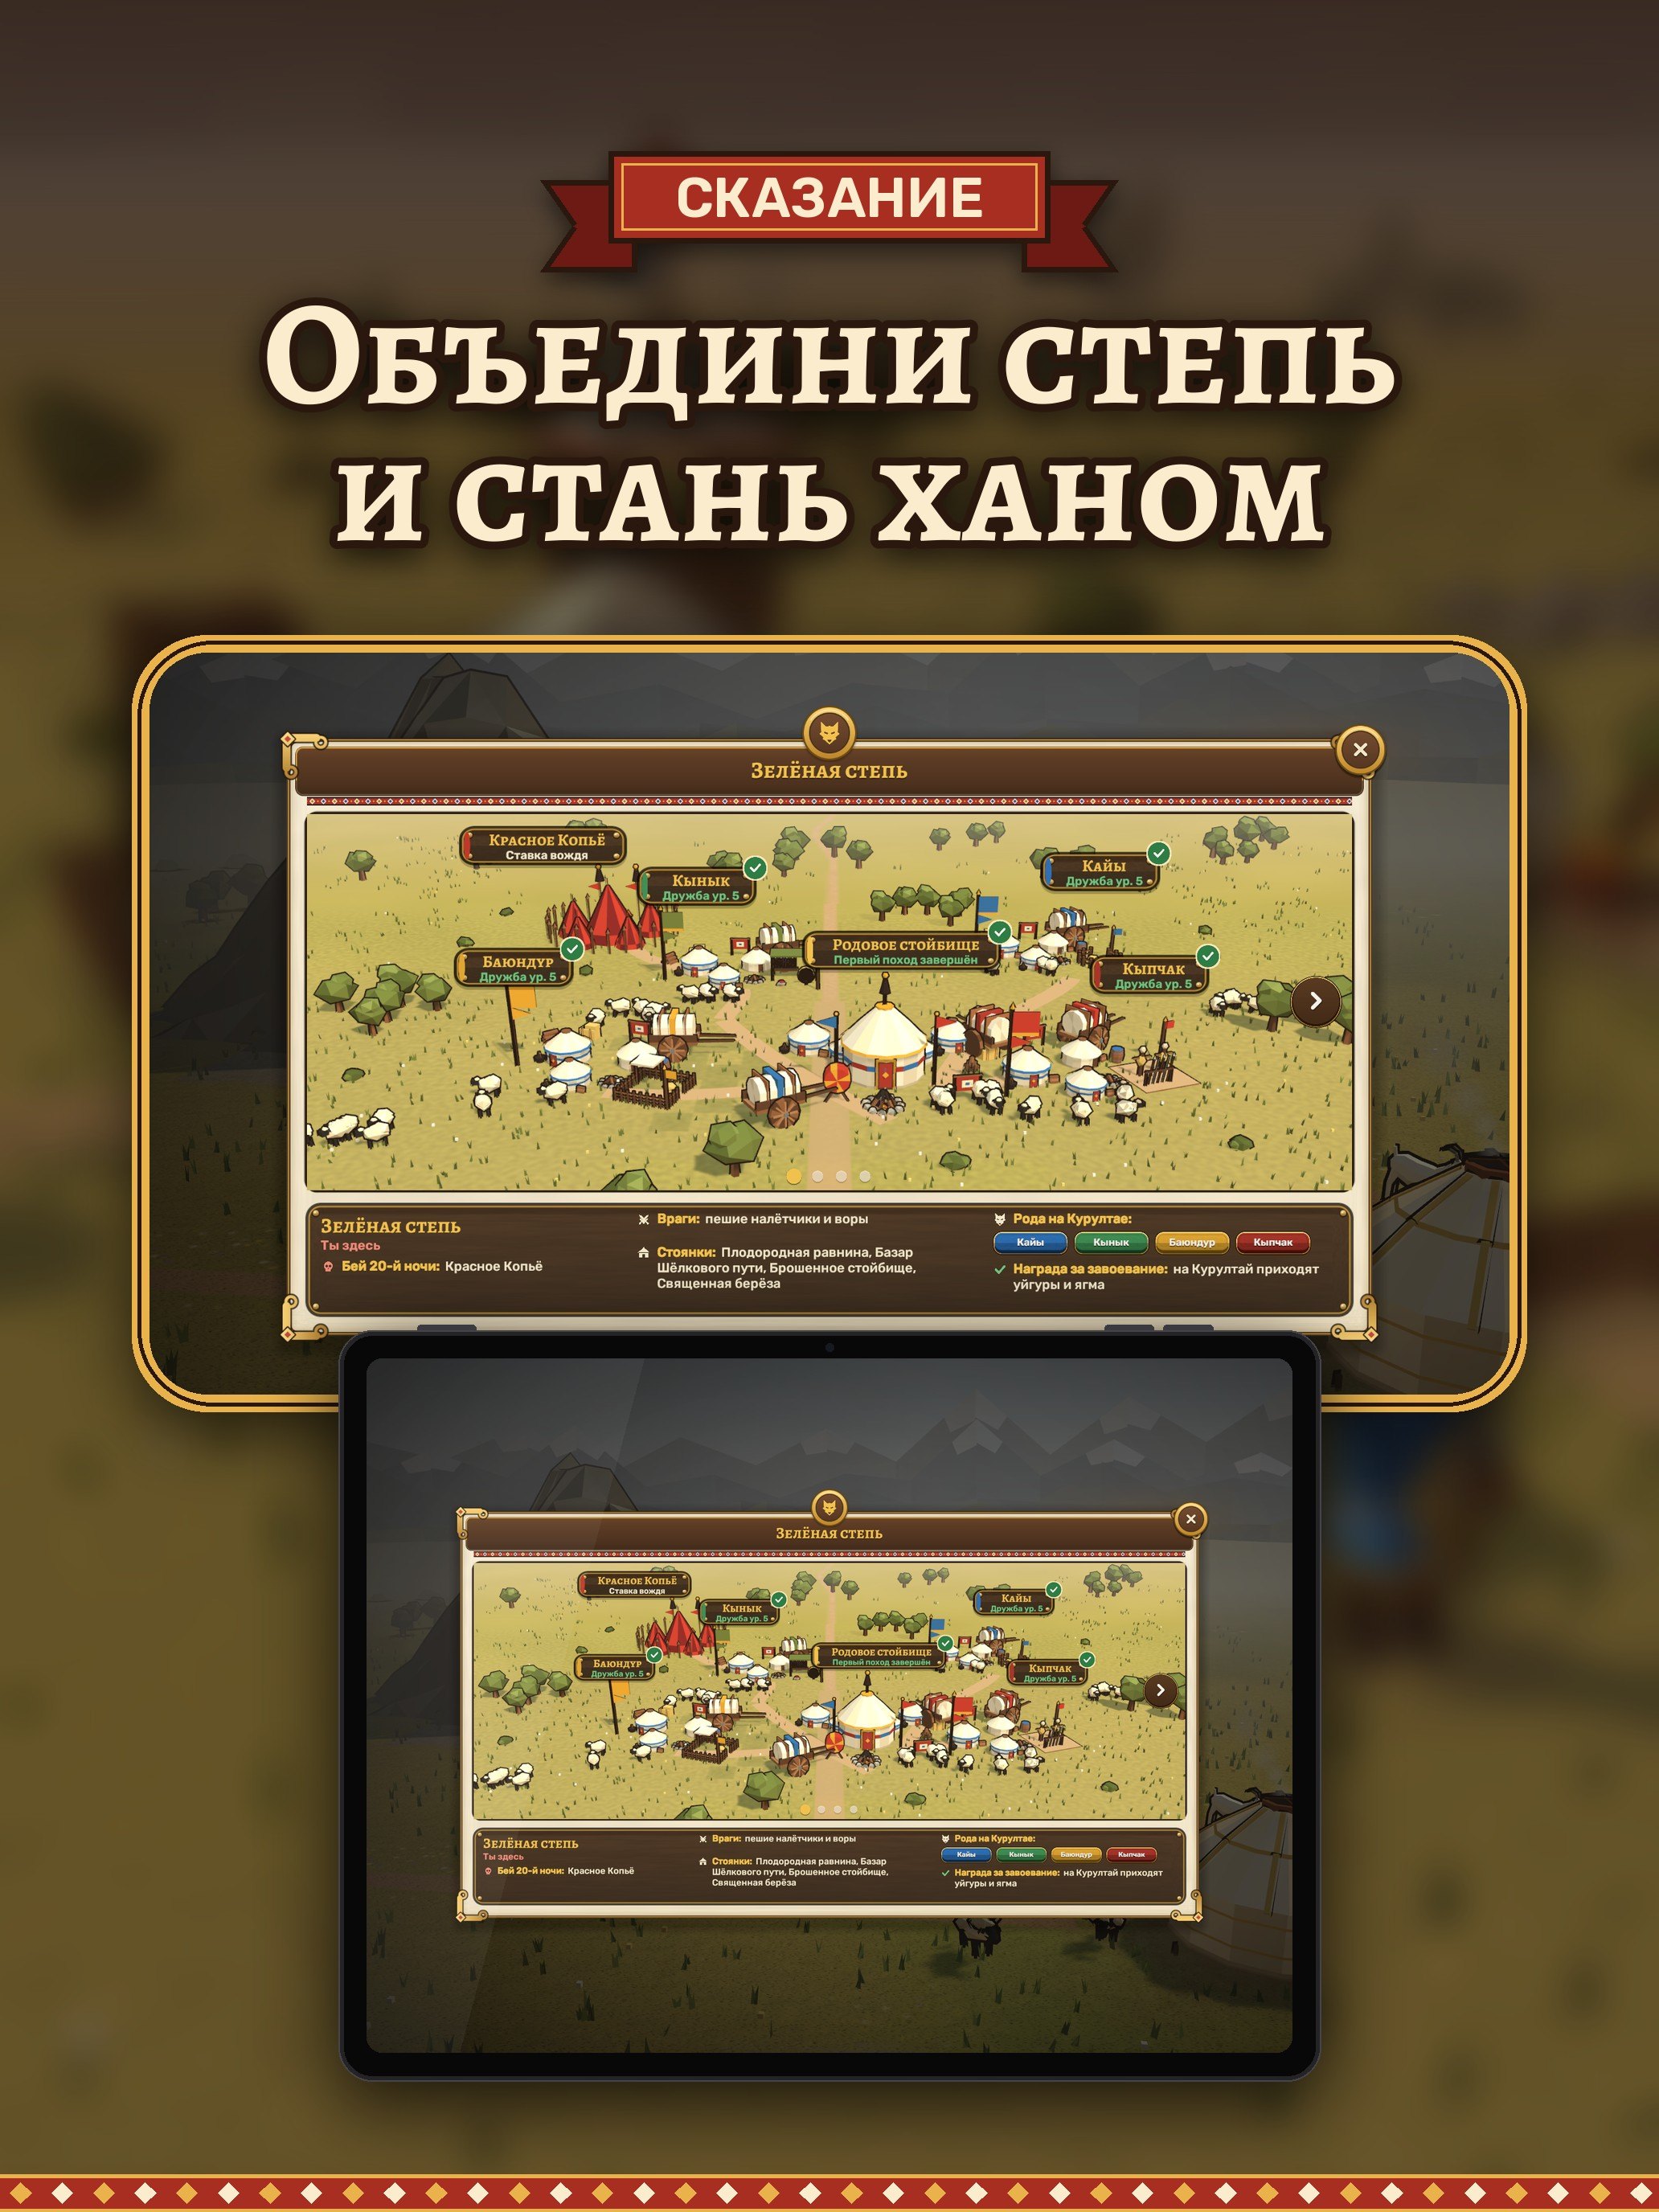 СКАЗАНИЕ
Объедини степь
и стань ханом
Зелёная степь
Красное Копьё
Ставка вождя
Кынык
Дружба ур. 5
Кайы
Дружба ур. 5
Баюндур
Дружба ур. 5
Родовое стойбище
Первый поход завершён
Кыпчак
Дружба ур. 5
Зелёная степь
Ты здесь
Бей 20-й ночи: Красное Копьё
Враги: пешие налётчики и воры
Стоянки: Плодородная равнина, Базар
Шёлкового пути, Брошенное стойбище,
Священная берёза
Рода на Курултае:
Кайы Кынык Баюндур Кыпчак
Награда за завоевание: на Курултай приходят
уйгуры и ягма
Зелёная степь
Красное Копьё
Ставка вождя
Кынык
Дружба ур. 5
Кайы
Дружба ур. 5
Баюндур
Дружба ур. 5
Родовое стойбище
Первый поход завершён
Кыпчак
Дружба ур. 5
Зелёная степь
Ты здесь
Бей 20-й ночи: Красное Копьё
Враги: пешие налётчики и воры
Стоянки: Плодородная равнина, Базар
Шёлкового пути, Брошенное стойбище,
Священная берёза
Рода на Курултае:
Кайы Кынык Баюндур Кыпчак
Награда за завоевание: на Курултай приходят
уйгуры и ягма